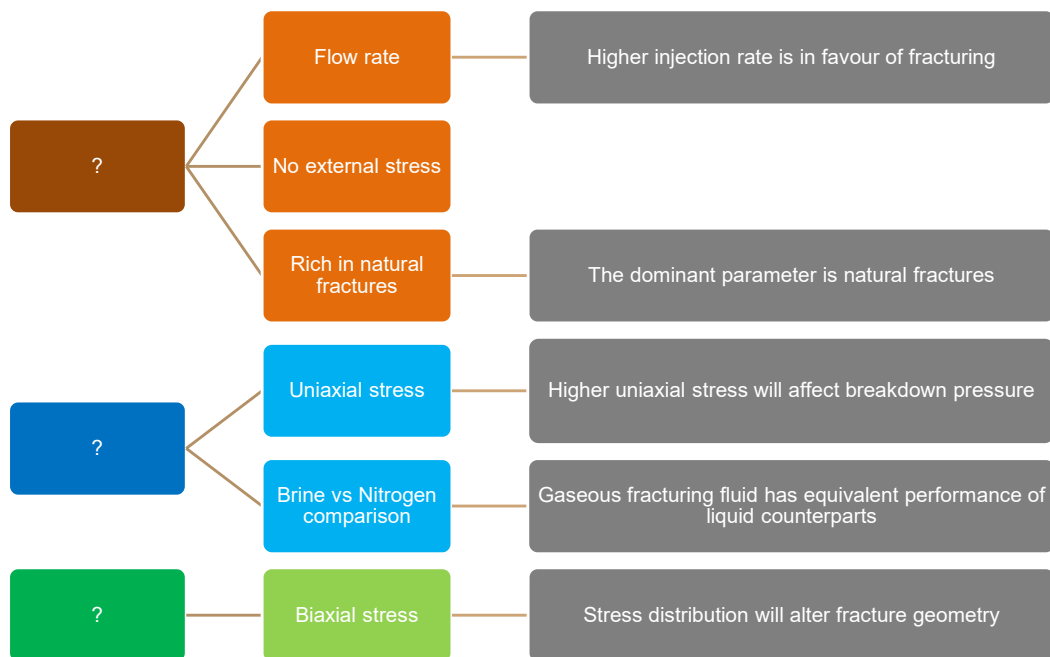 Flow rate
Higher injection rate is in favour of fracturing
?
No external stress
Rich in natural
fractures
The dominant parameter is natural fractures
Uniaxial stress
Higher uniaxial stress will affect breakdown pressure
?
Brine vs Nitrogen
comparison
Gaseous fracturing fluid has equivalent performance of
liquid counterparts
?
Biaxial stress
Stress distribution will alter fracture geometry